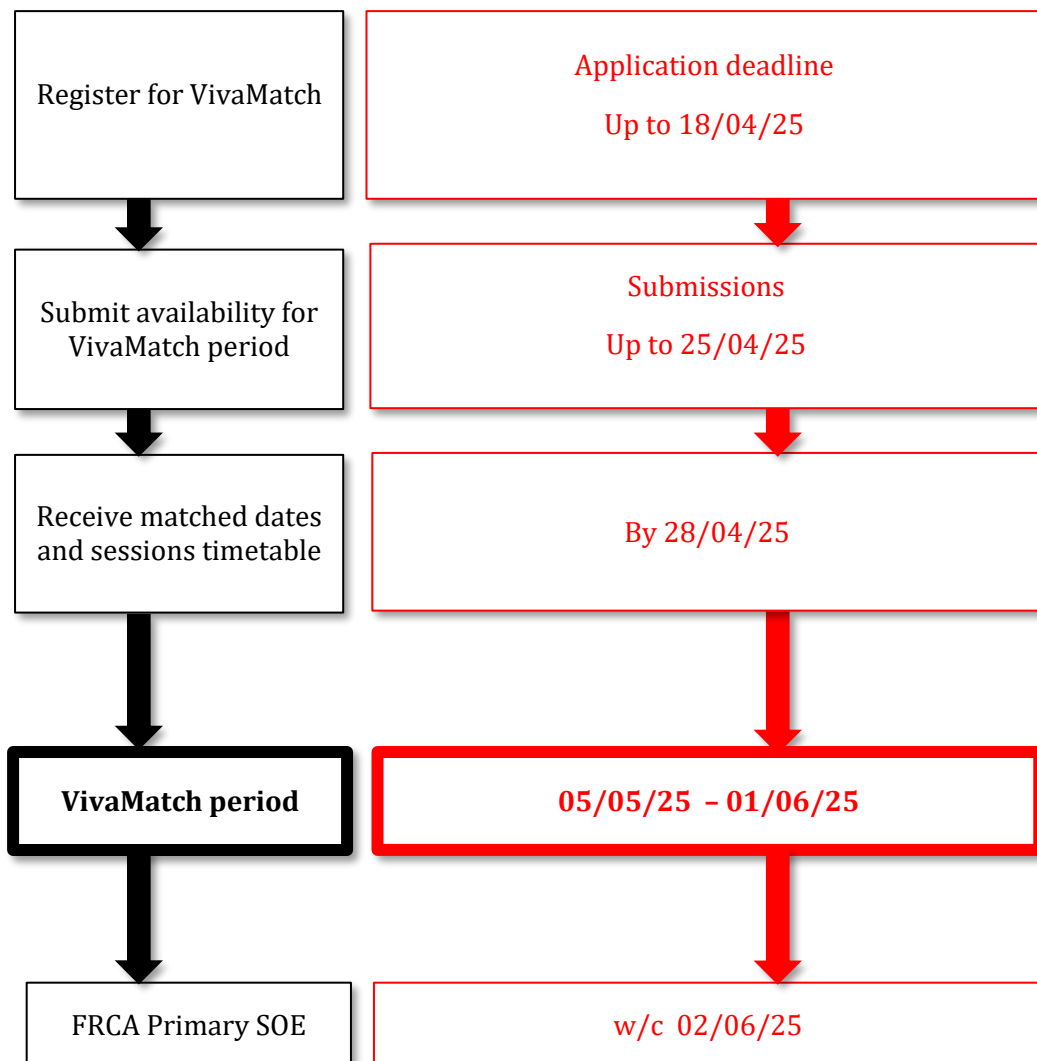 Register for VivaMatch
Application deadline
Up to 18/04/25
Submit availability for
VivaMatch period
Submissions
Up to 25/04/25
Receive matched dates
and sessions timetable
By 28/04/25
VivaMatch period
05/05/25 – 01/06/25
FRCA Primary SOE
w/c 02/06/25